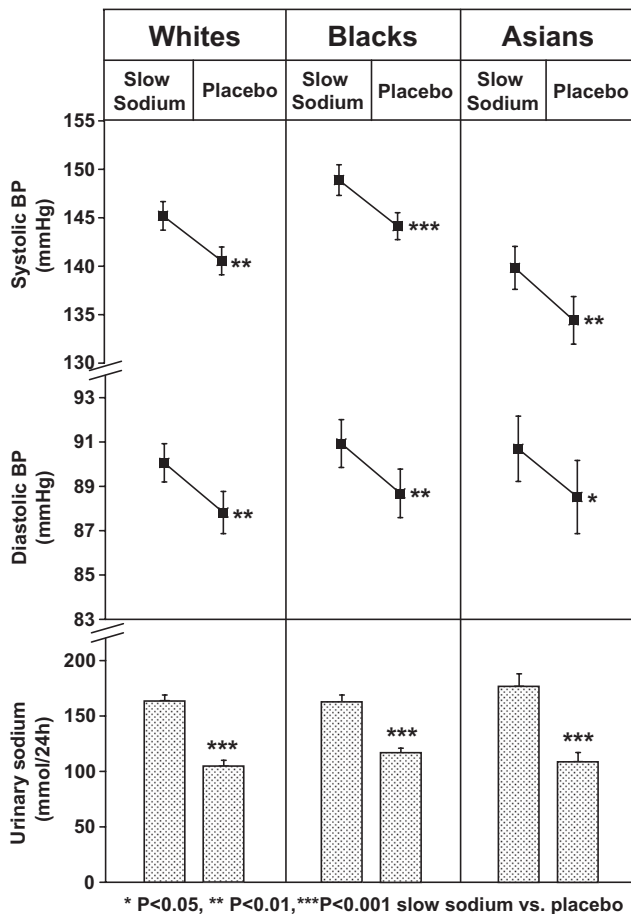 Whites Blacks Asians
Slow Sodium Placebo Slow Sodium Placebo Slow Sodium Placebo
Systolic BP
(mmHg)
155
150
145
140
135
130
**
***
**
Diastolic BP
(mmHg)
93
91
89
87
85
83
**
**
*
Urinary sodium
(mmol/24h)
200
150
100
50
0
***
***
***
* P<0.05, ** P<0.01,***P<0.001 slow sodium vs. placebo